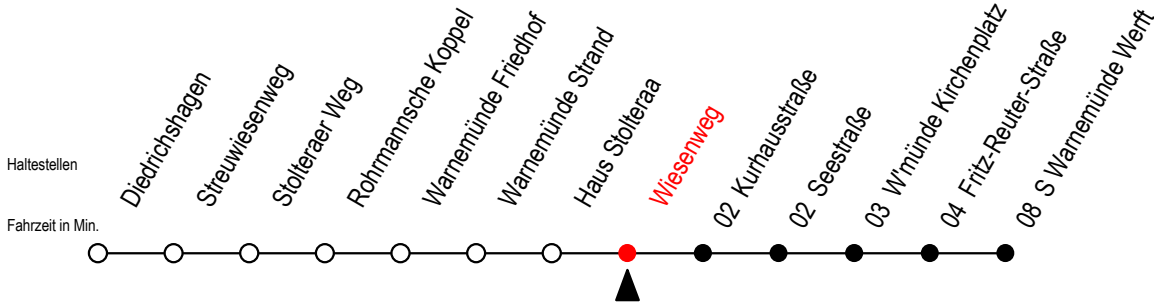 Haltestellen
Fahrzeit in Min.
Diedrichshagen
Streuwiesenweg
Stolteraer Weg
Rohrmannsche Koppel
Warnemünde Friedhof
Warnemünde Strand
Haus Stolteraa
Wiesenweg
02 Kurhausstraße
02 Seestraße
03 W'münde Kirchenplatz
04 Fritz-Reuter-Straße
08 S Warnemünde Werft